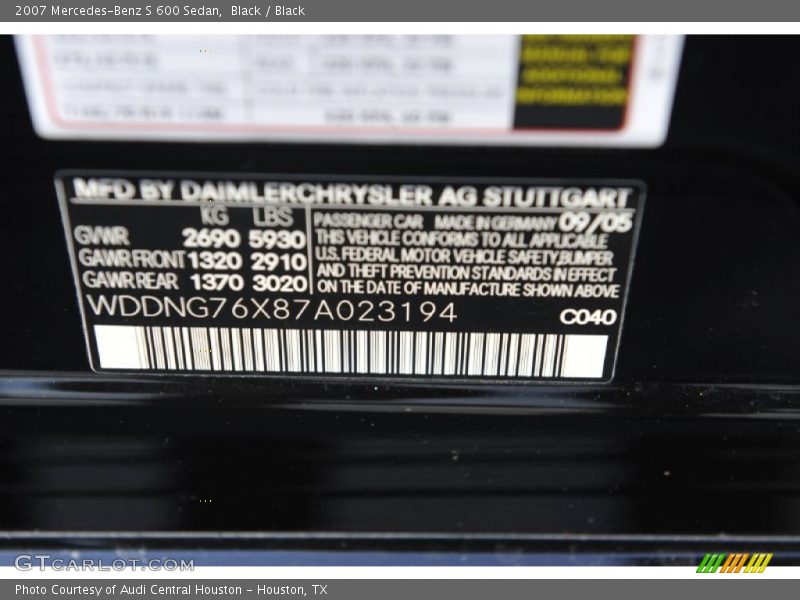 2007 Mercedes-Benz S 600 Sedan, Black / Black
MFD BY DAIMLERCHRYSLER AG STUTTGART
KG LBS
GVWR 2690 5930
GAWR FRONT 1320 2910
GAWR REAR 1370 3020
PASSENGER CAR MADE IN GERMANY 09/05
THIS VEHICLE CONFORMS TO ALL APPLICABLE
U.S. FEDERAL MOTOR VEHICLE SAFETY BUMPER
AND THEFT PREVENTION STANDARDS IN EFFECT
ON THE DATE OF MANUFACTURE SHOWN ABOVE
WDDNG76X87A023194
C040
GTCARLOT.COM
Photo Courtesy of Audi Central Houston - Houston, TX